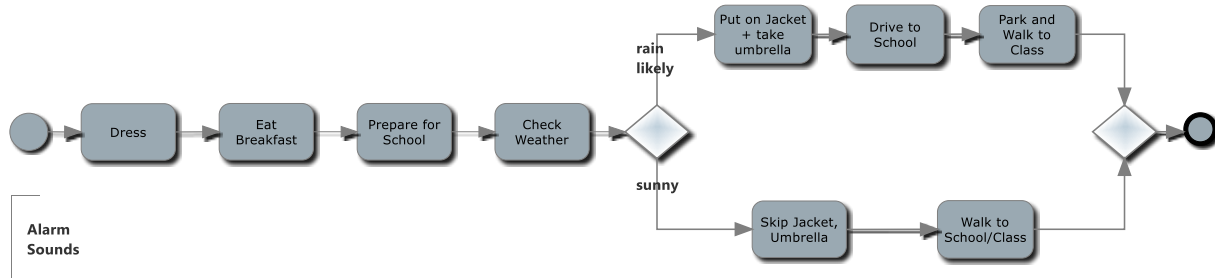 Dress
Eat
Breakfast
Prepare for
School
Check
Weather
rain
likely
Put on Jacket
+ take
umbrella
Drive to
School
Park and
Walk to
Class
sunny
Skip Jacket,
Umbrella
Walk to
School/Class
Alarm
Sounds